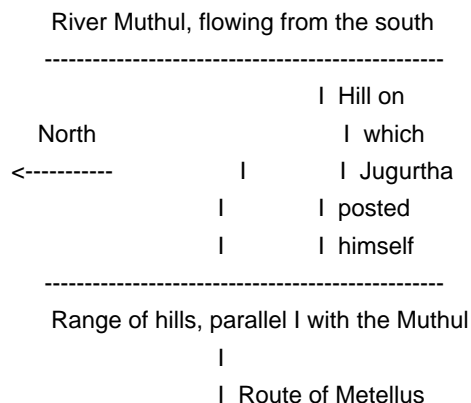 River Muthul, flowing from the south
---------------------------------------------------
I Hill on
North I which
<----------- I I Jugurtha
I I posted
I I himself
---------------------------------------------------
Range of hills, parallel I with the Muthul
I
I Route of Metellus